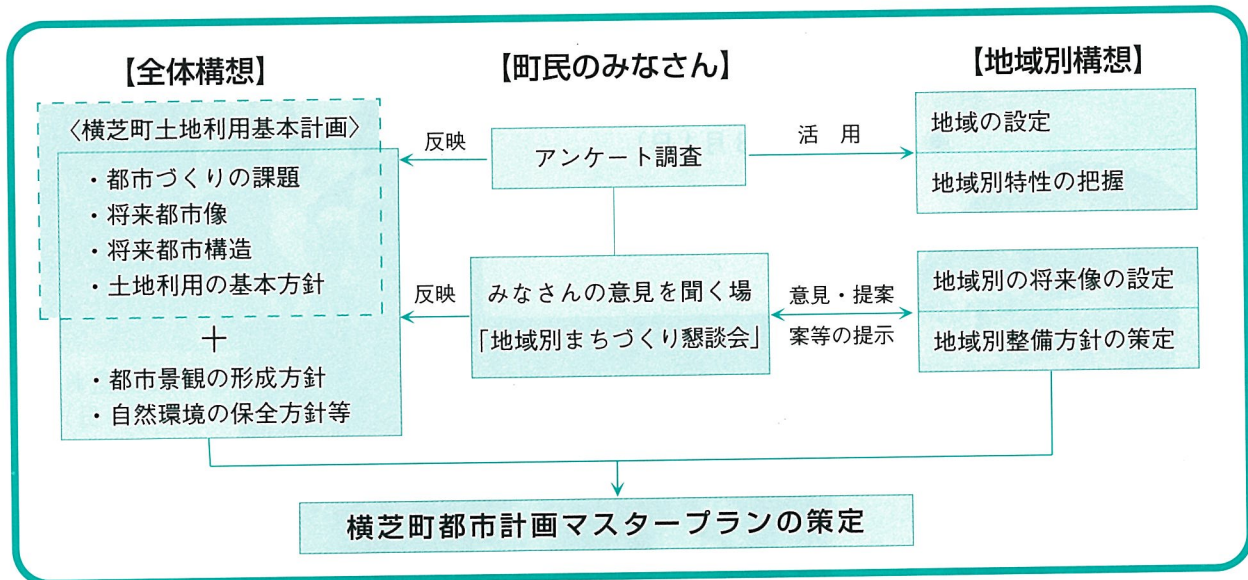 【全体構想】
〈横芝町土地利用基本計画〉
・都市づくりの課題
・将来都市像
・将来都市構造
・土地利用の基本方針
＋
・都市景観の形成方針
・自然環境の保全方針等
【町民のみなさん】
反映
アンケート調査
活　用
反映
みなさんの意見を聞く場
「地域別まちづくり懇談会」
意見・提案
案等の提示
【地域別構想】
地域の設定
地域別特性の把握
地域別の将来像の設定
地域別整備方針の策定
横芝町都市計画マスタープランの策定